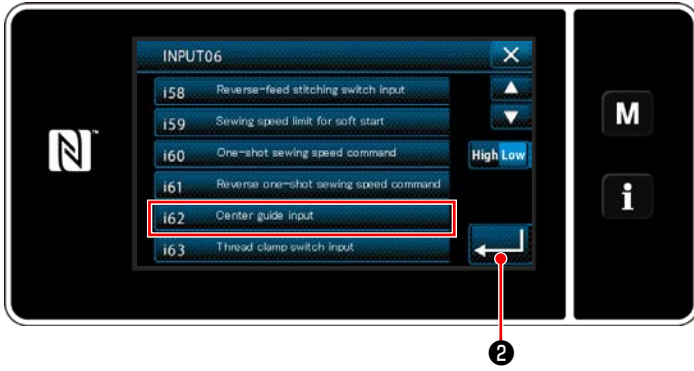 INPUT06
i58 Reverse-feed stitching switch input
i59 Sewing speed limit for soft start
i60 One-shot sewing speed command
High Low
i61 Reverse one-shot sewing speed command
i62 Center guide input
i63 Thread clamp switch input
M
i
❷